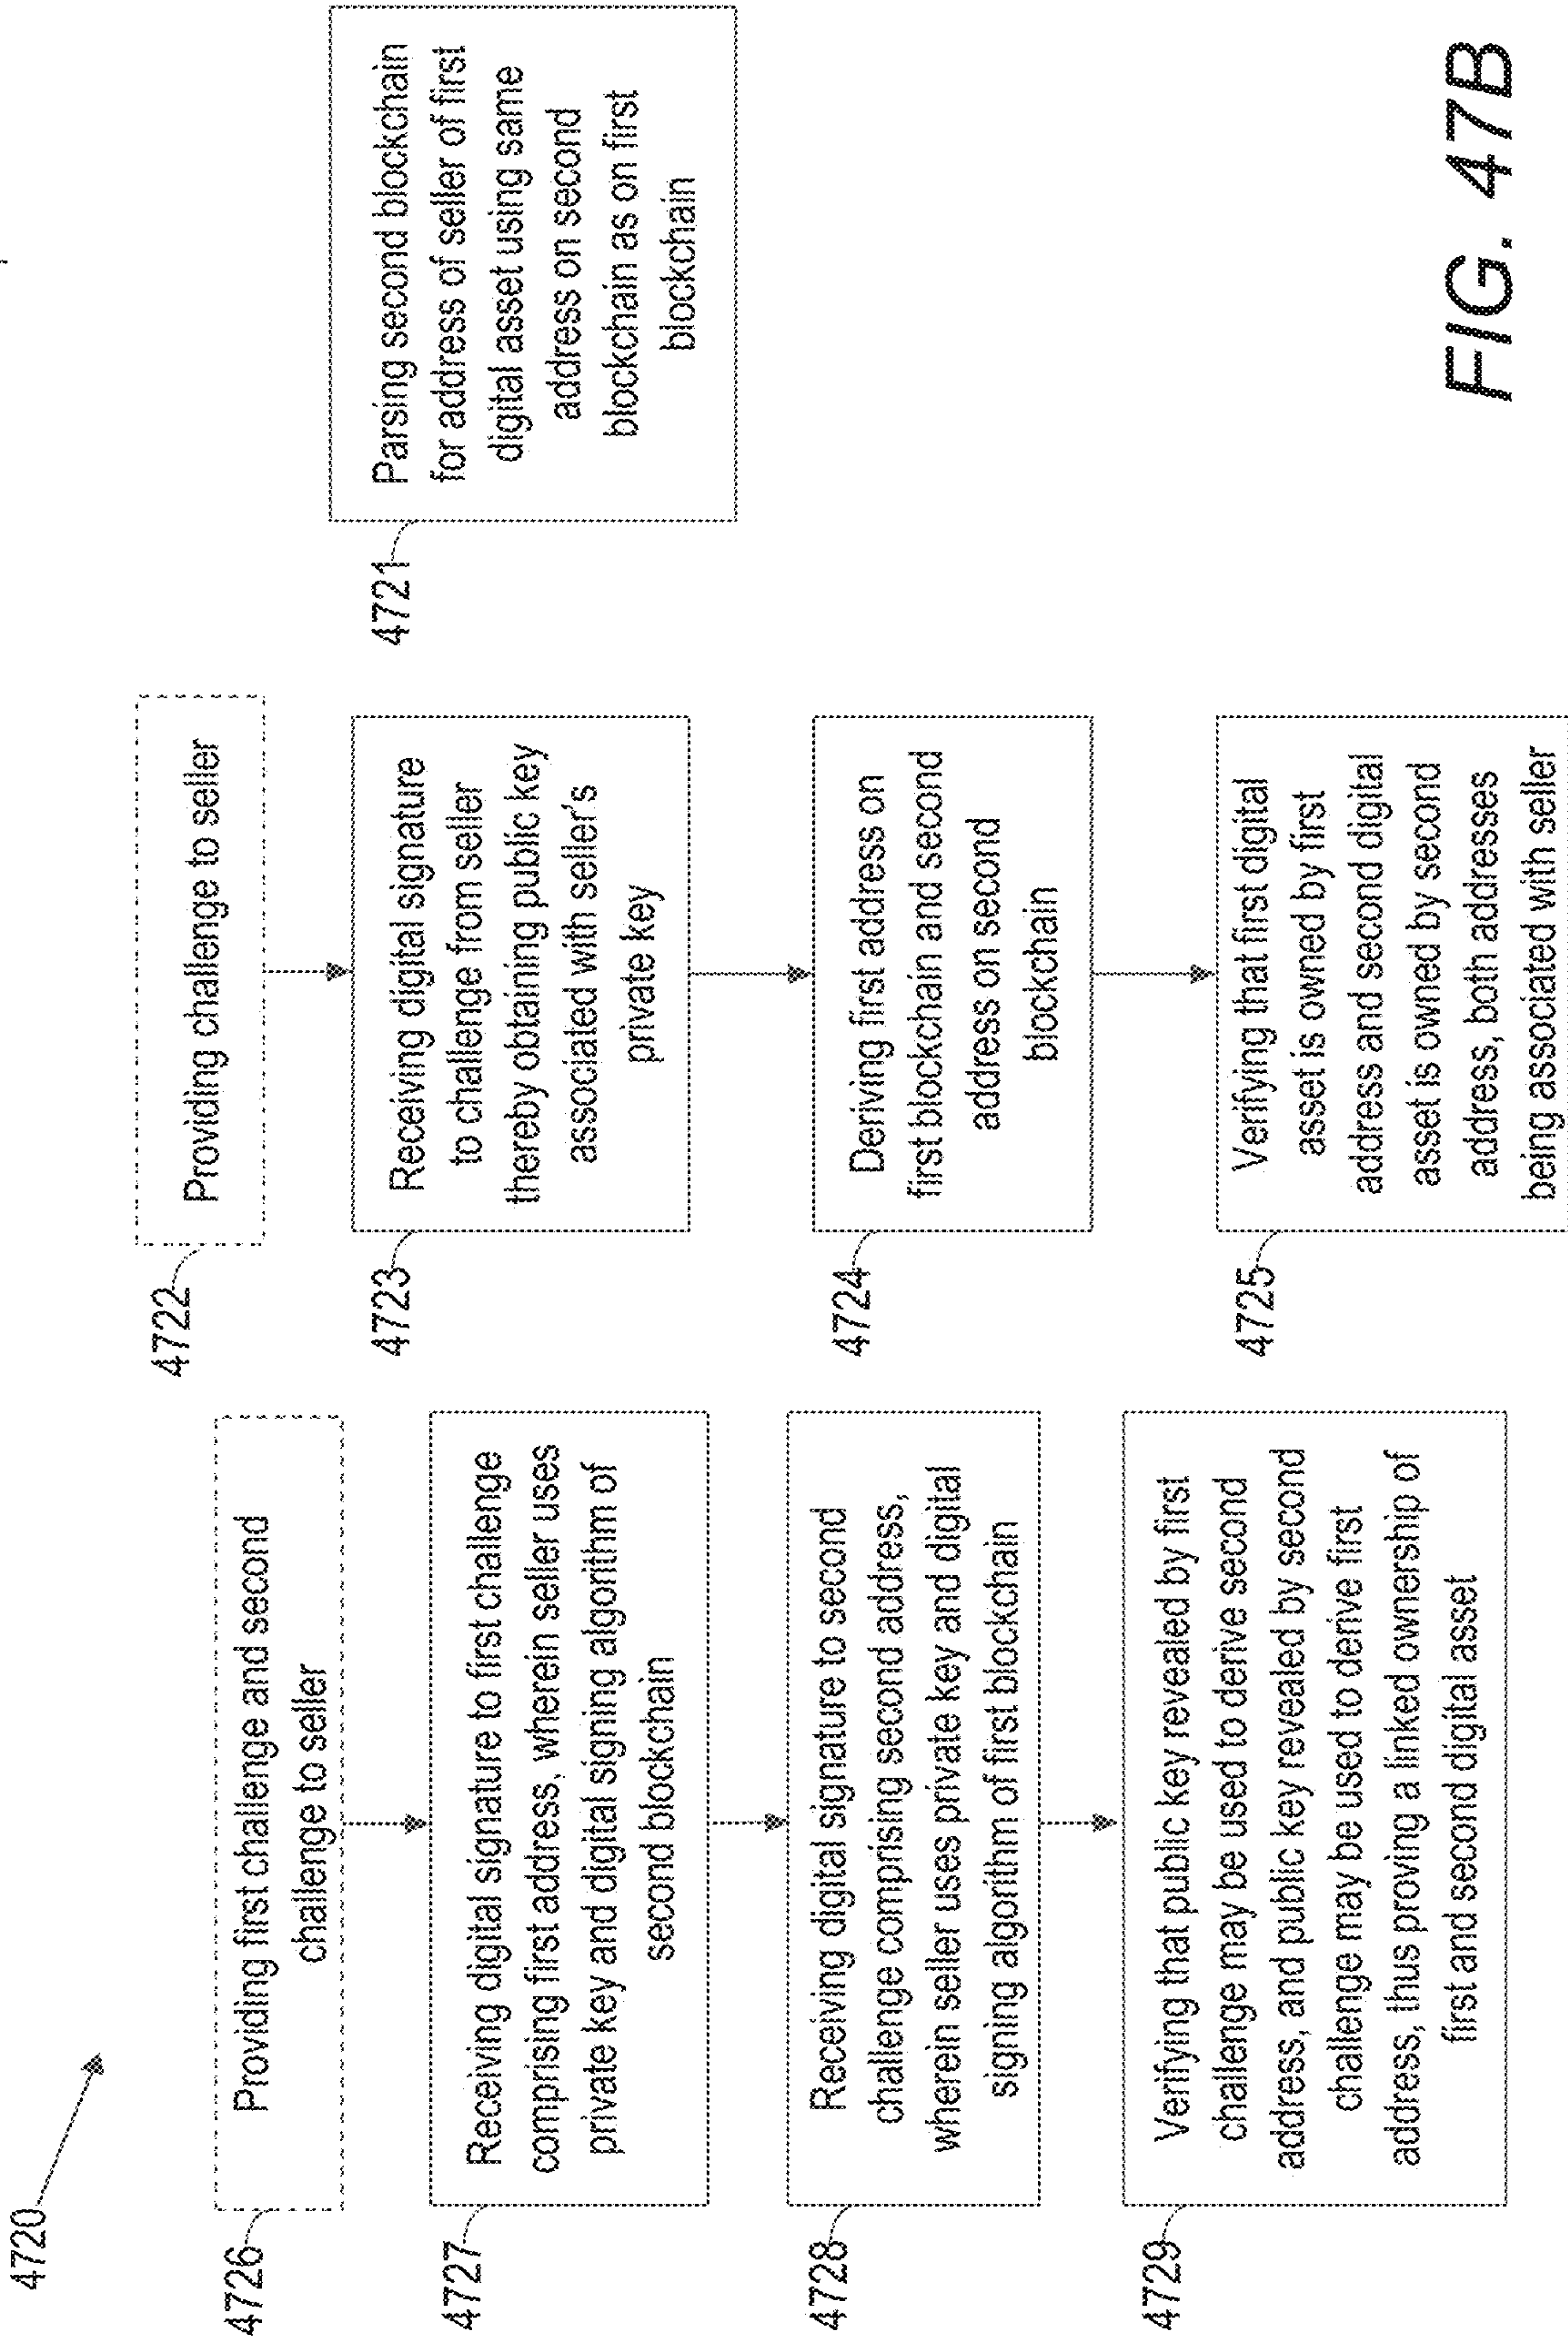 4720
4726
Providing first challenge and second
challenge to seller
4727
Receiving digital signature to first challenge
comprising first address, wherein seller uses
private key and digital signing algorithm of
second blockchain
4728
Receiving digital signature to second
challenge comprising second address,
wherein seller uses private key and digital
signing algorithm of first blockchain
4729
Verifying that public key revealed by first
challenge may be used to derive second
address, and public key revealed by second
challenge may be used to derive first
address, thus proving a linked ownership of
first and second digital asset
4722
Providing challenge to seller
4723
Receiving digital signature
to challenge from seller
thereby obtaining public key
associated with seller's
private key
4724
Deriving first address on
first blockchain and second
address on second
blockchain
4725
Verifying that first digital
asset is owned by first
address and second digital
asset is owned by second
address, both addresses
being associated with seller
4721
Parsing second blockchain
for address of seller of first
digital asset using same
address on second
blockchain as on first
blockchain
FIG. 47B